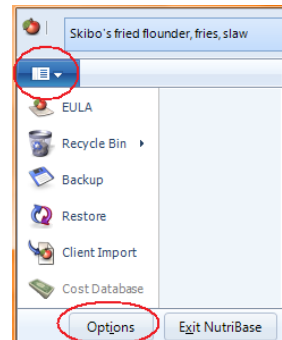 Skibo's fried flounder, fries, slaw
EULA
Recycle Bin
Backup
Restore
Client Import
Cost Database
Options
Exit NutriBase